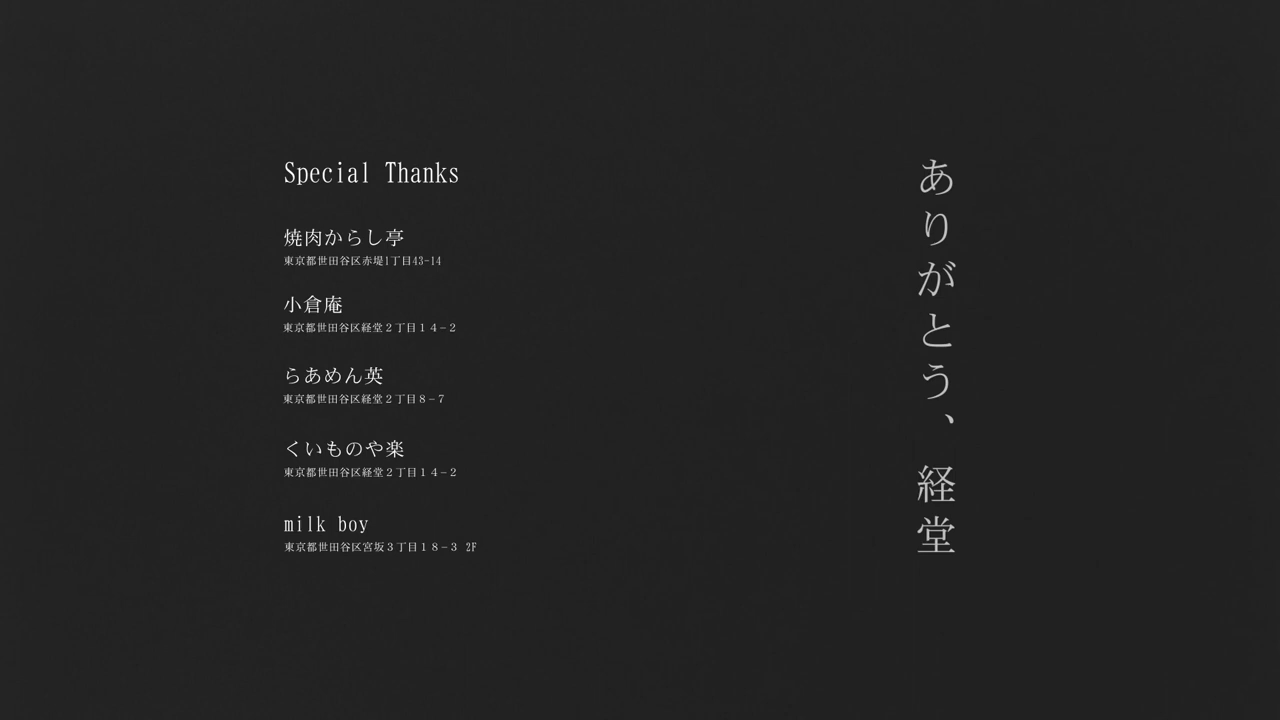 Special Thanks
焼肉からし亭
東京都世田谷区赤堤1丁目43-14
小倉庵
東京都世田谷区経堂２丁目１４−２
らあめん英
東京都世田谷区経堂２丁目８−７
くいものや楽
東京都世田谷区経堂２丁目１４−２
milk boy
東京都世田谷区宮坂３丁目１８−３ 2F
ありがとう、経堂